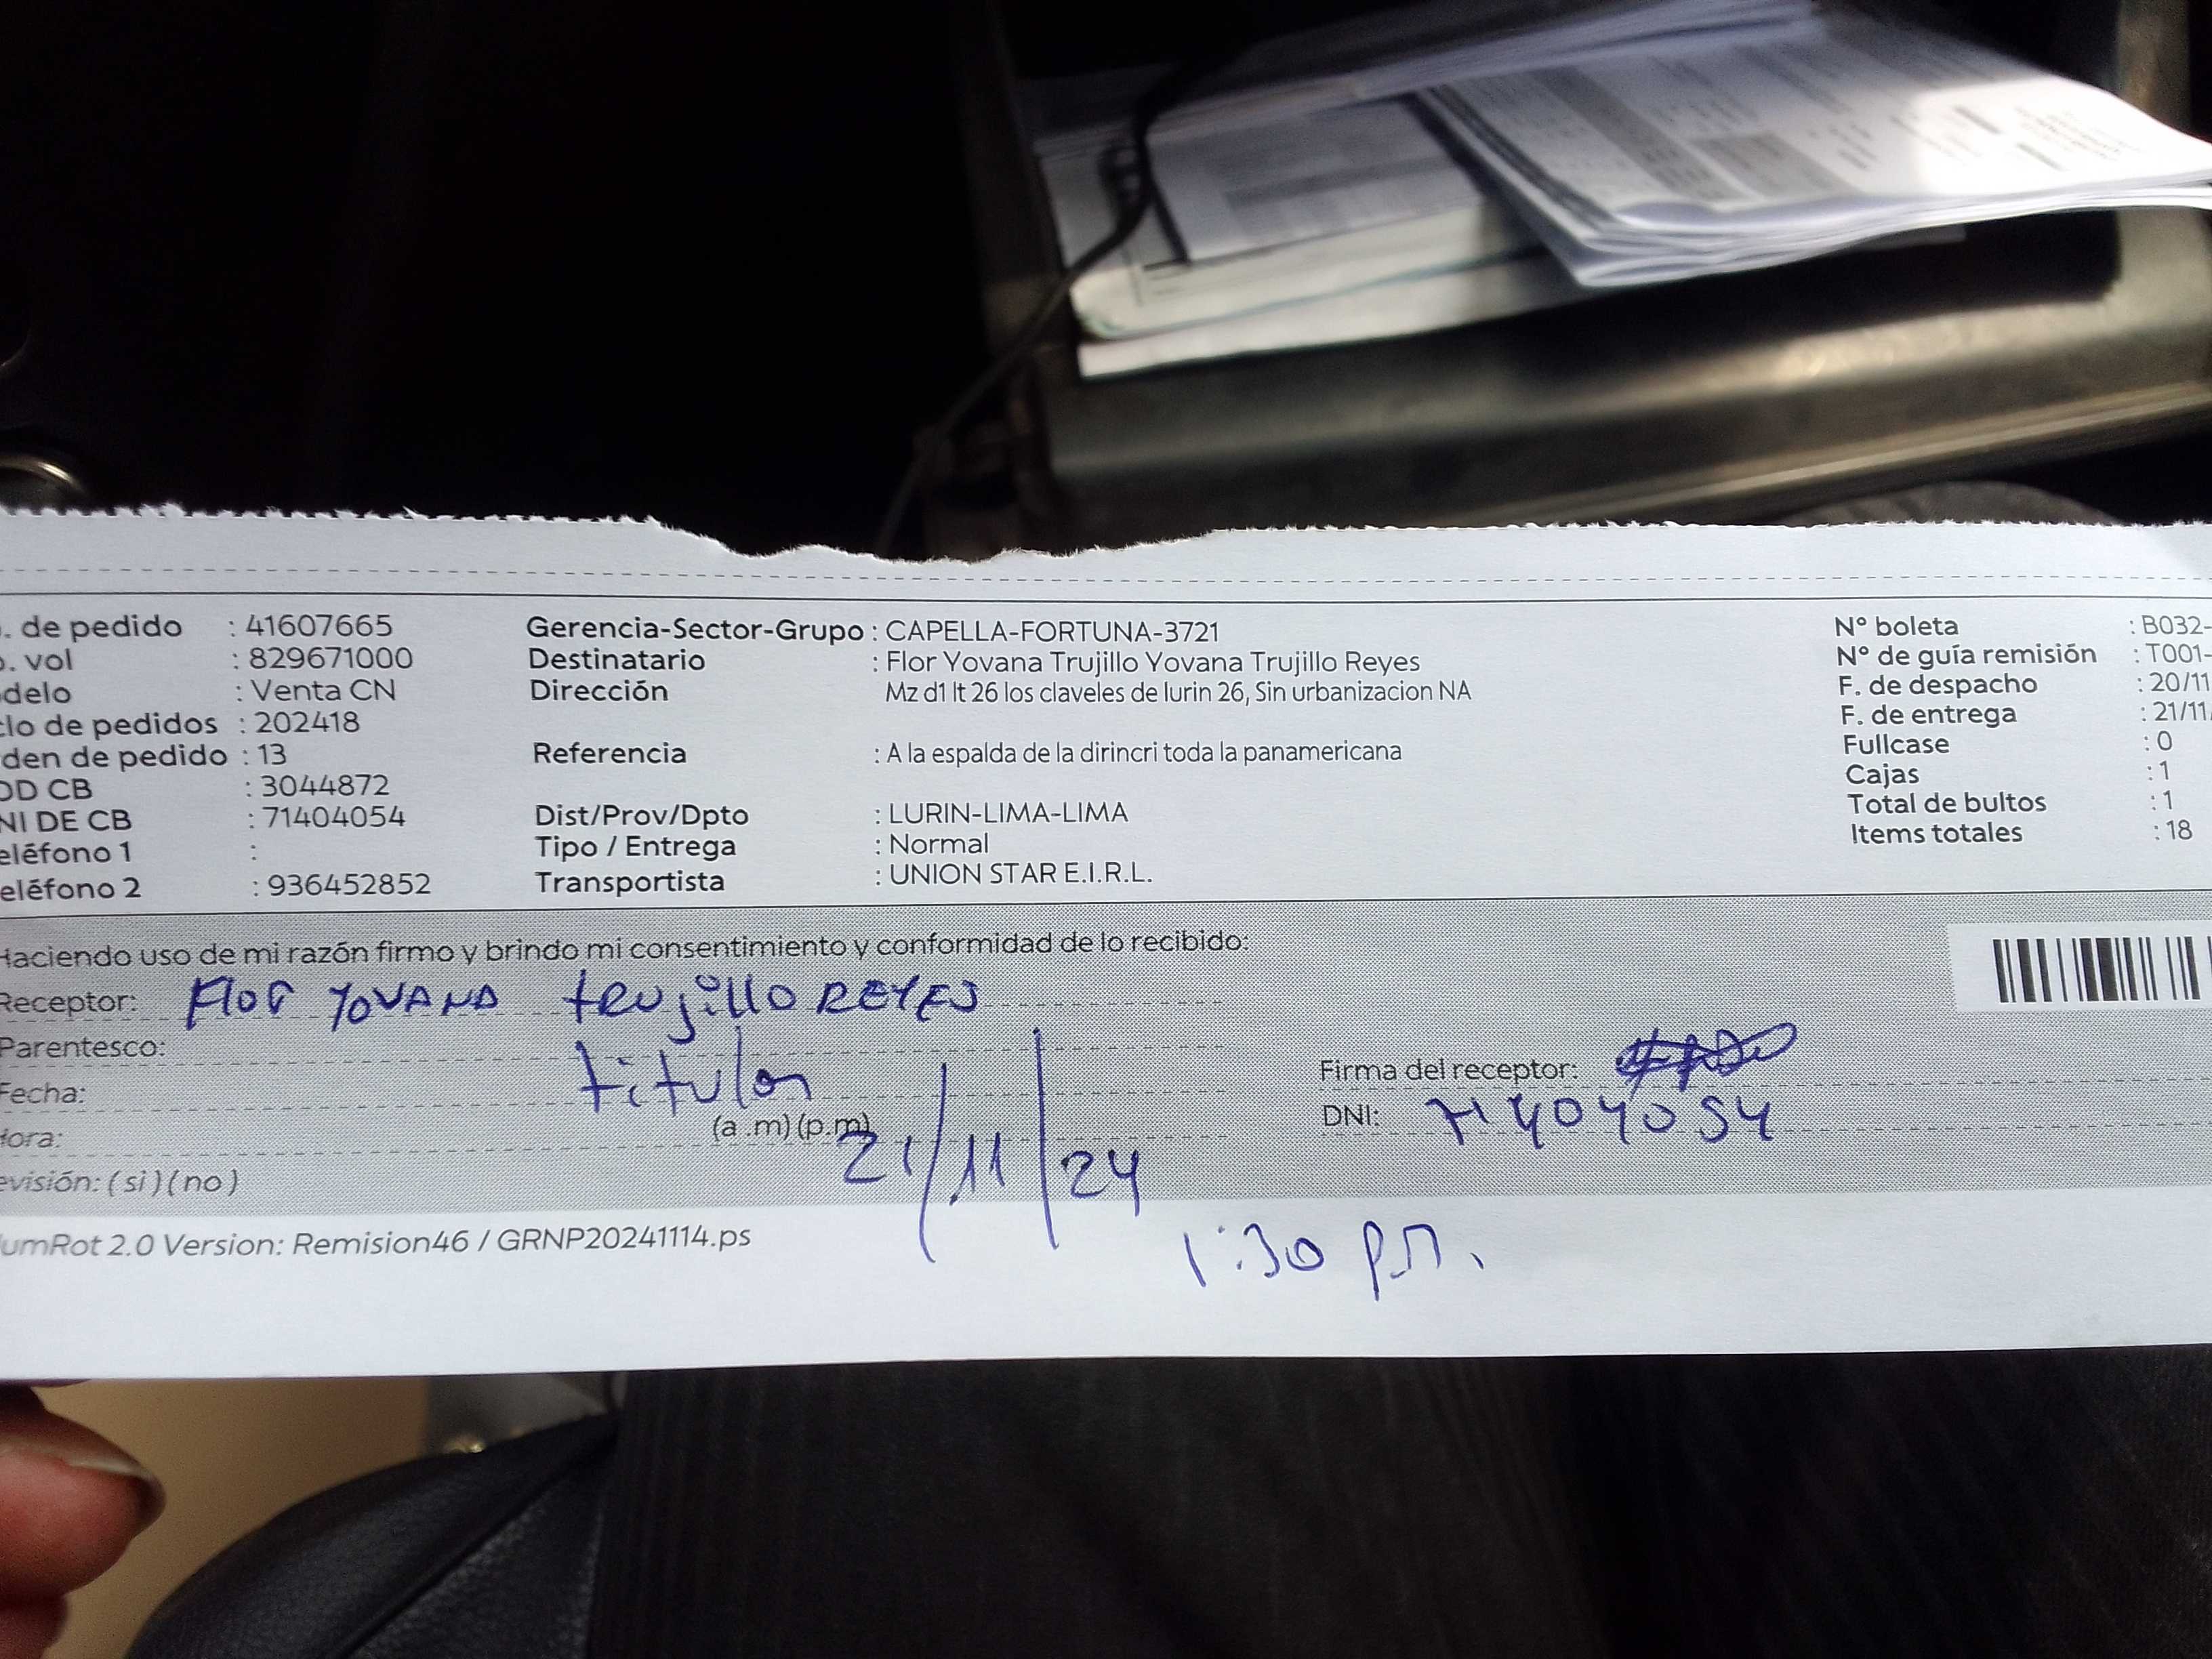 . de pedido : 41607665 Gerencia-Sector-Grupo : CAPELLA-FORTUNA-3721 N° boleta : B032-
. vol : 829671000 Destinatario : Flor Yovana Trujillo Yovana Trujillo Reyes N° de guía remisión : T001-
delo : Venta CN Dirección Mz d1 lt 26 los claveles de lurin 26, Sin urbanizacion NA F. de despacho : 20/11
clo de pedidos : 202418 F. de entrega : 21/11
den de pedido : 13 Referencia : A la espalda de la dirincri toda la panamericana Fullcase : 0
OD CB : 3044872 Cajas : 1
NI DE CB : 71404054 Dist/Prov/Dpto : LURIN-LIMA-LIMA Total de bultos : 1
eléfono 1 : Tipo / Entrega : Normal Items totales : 18
eléfono 2 : 936452852 Transportista : UNION STAR E.I.R.L.
Haciendo uso de mi razón firmo y brindo mi consentimiento y conformidad de lo recibido:
Receptor: Flor YOVANA trujillo REYES
Parentesco: titular
Firma del receptor:
Fecha: 21/11/24
DNI: 71404054
Hora: (a .m) (p.m) 1:30 p.m.
evisión: ( si ) ( no )
umRot 2.0 Version: Remision46 / GRNP20241114.ps